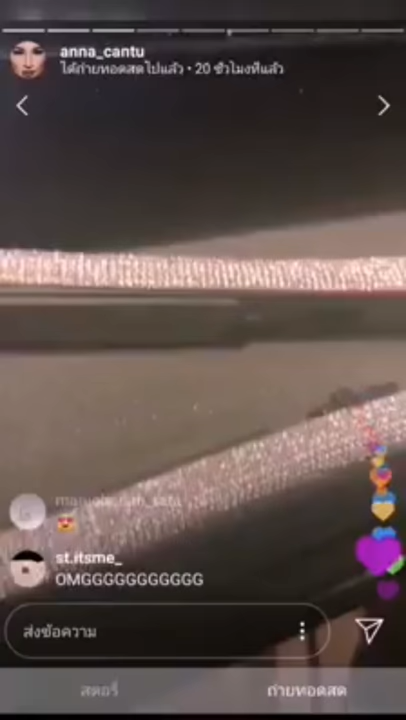 anna_cantu
ได้ถ่ายทอดสดไปแล้ว • 20 ชั่วโมงที่แล้ว
st.itsme_
OMGGGGGGGGGGG
ส่งข้อความ
สตอรี่
ถ่ายทอดสด